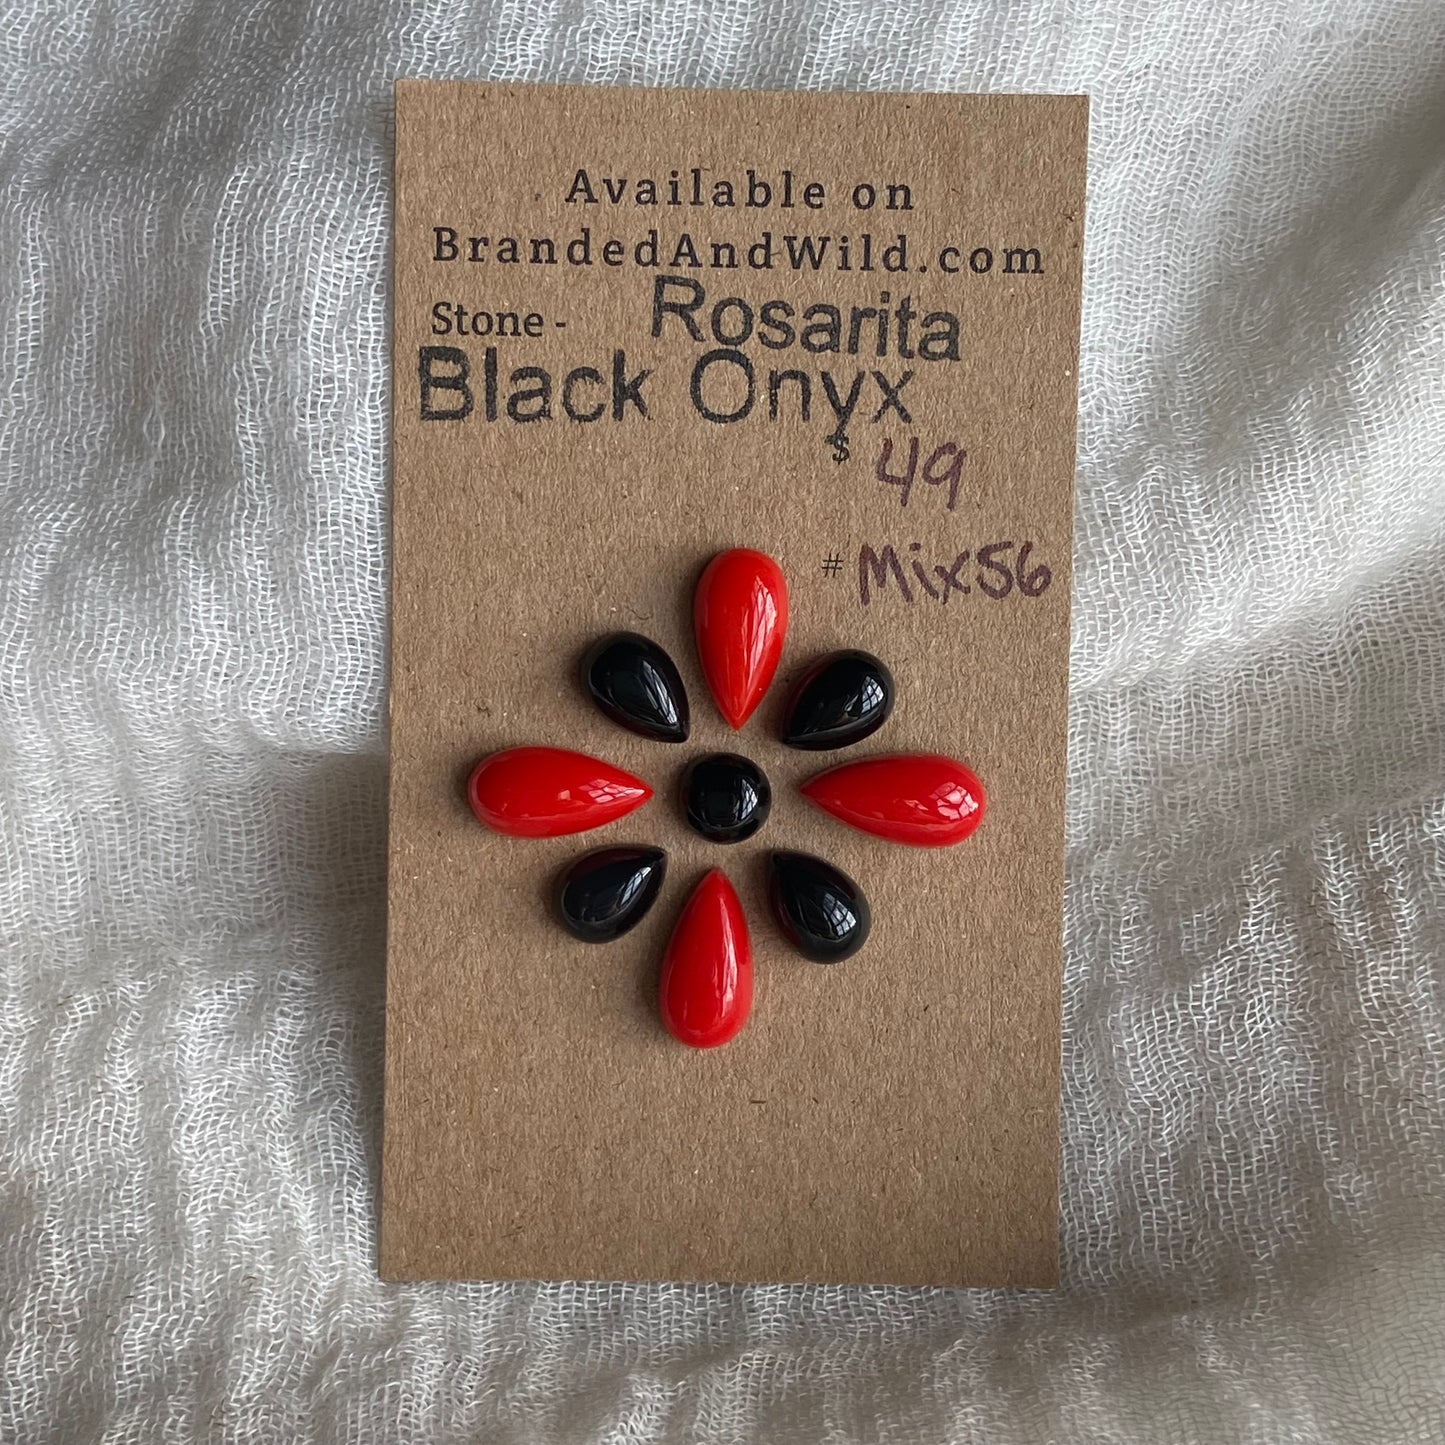 Available on
BrandedAndWild.com
Stone - Rosarita
Black Onyx
$ 49
# Mix56